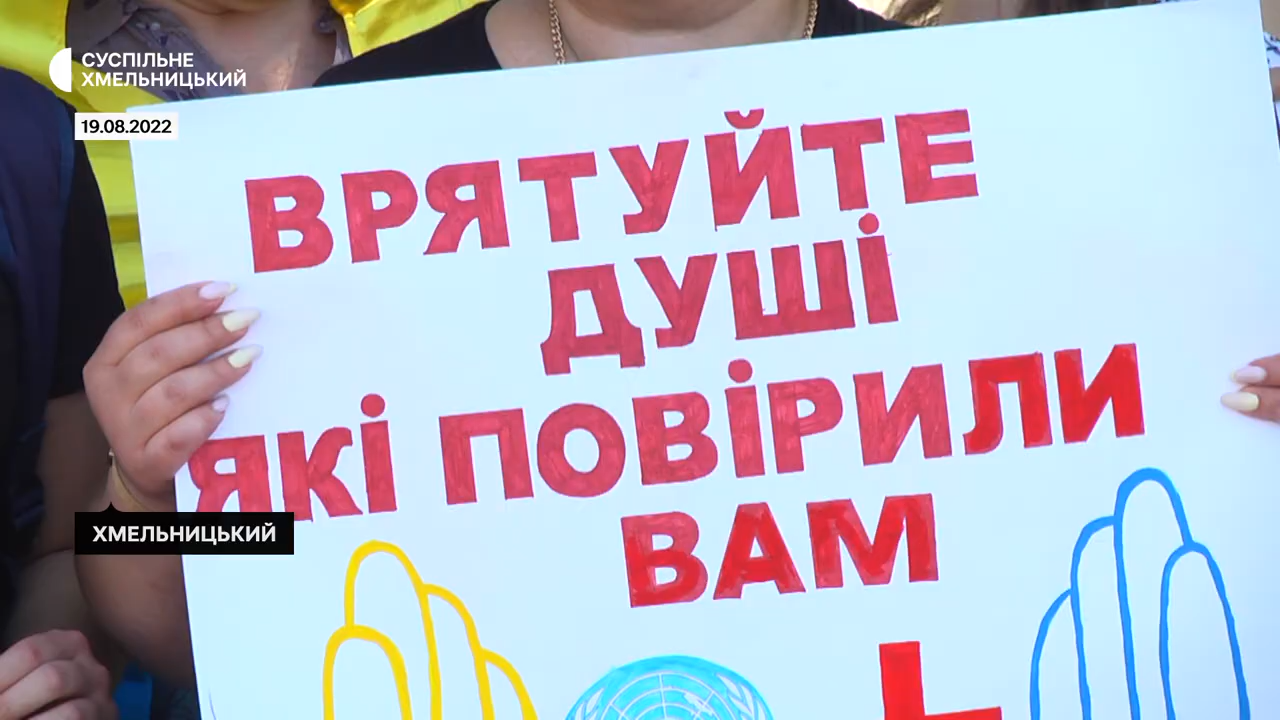 СУСПІЛЬНЕ
ХМЕЛЬНИЦЬКИЙ
19.08.2022
ВРЯТУЙТЕ
ДУШІ
ЯКІ ПОВІРИЛИ
ВАМ
ХМЕЛЬНИЦЬКИЙ